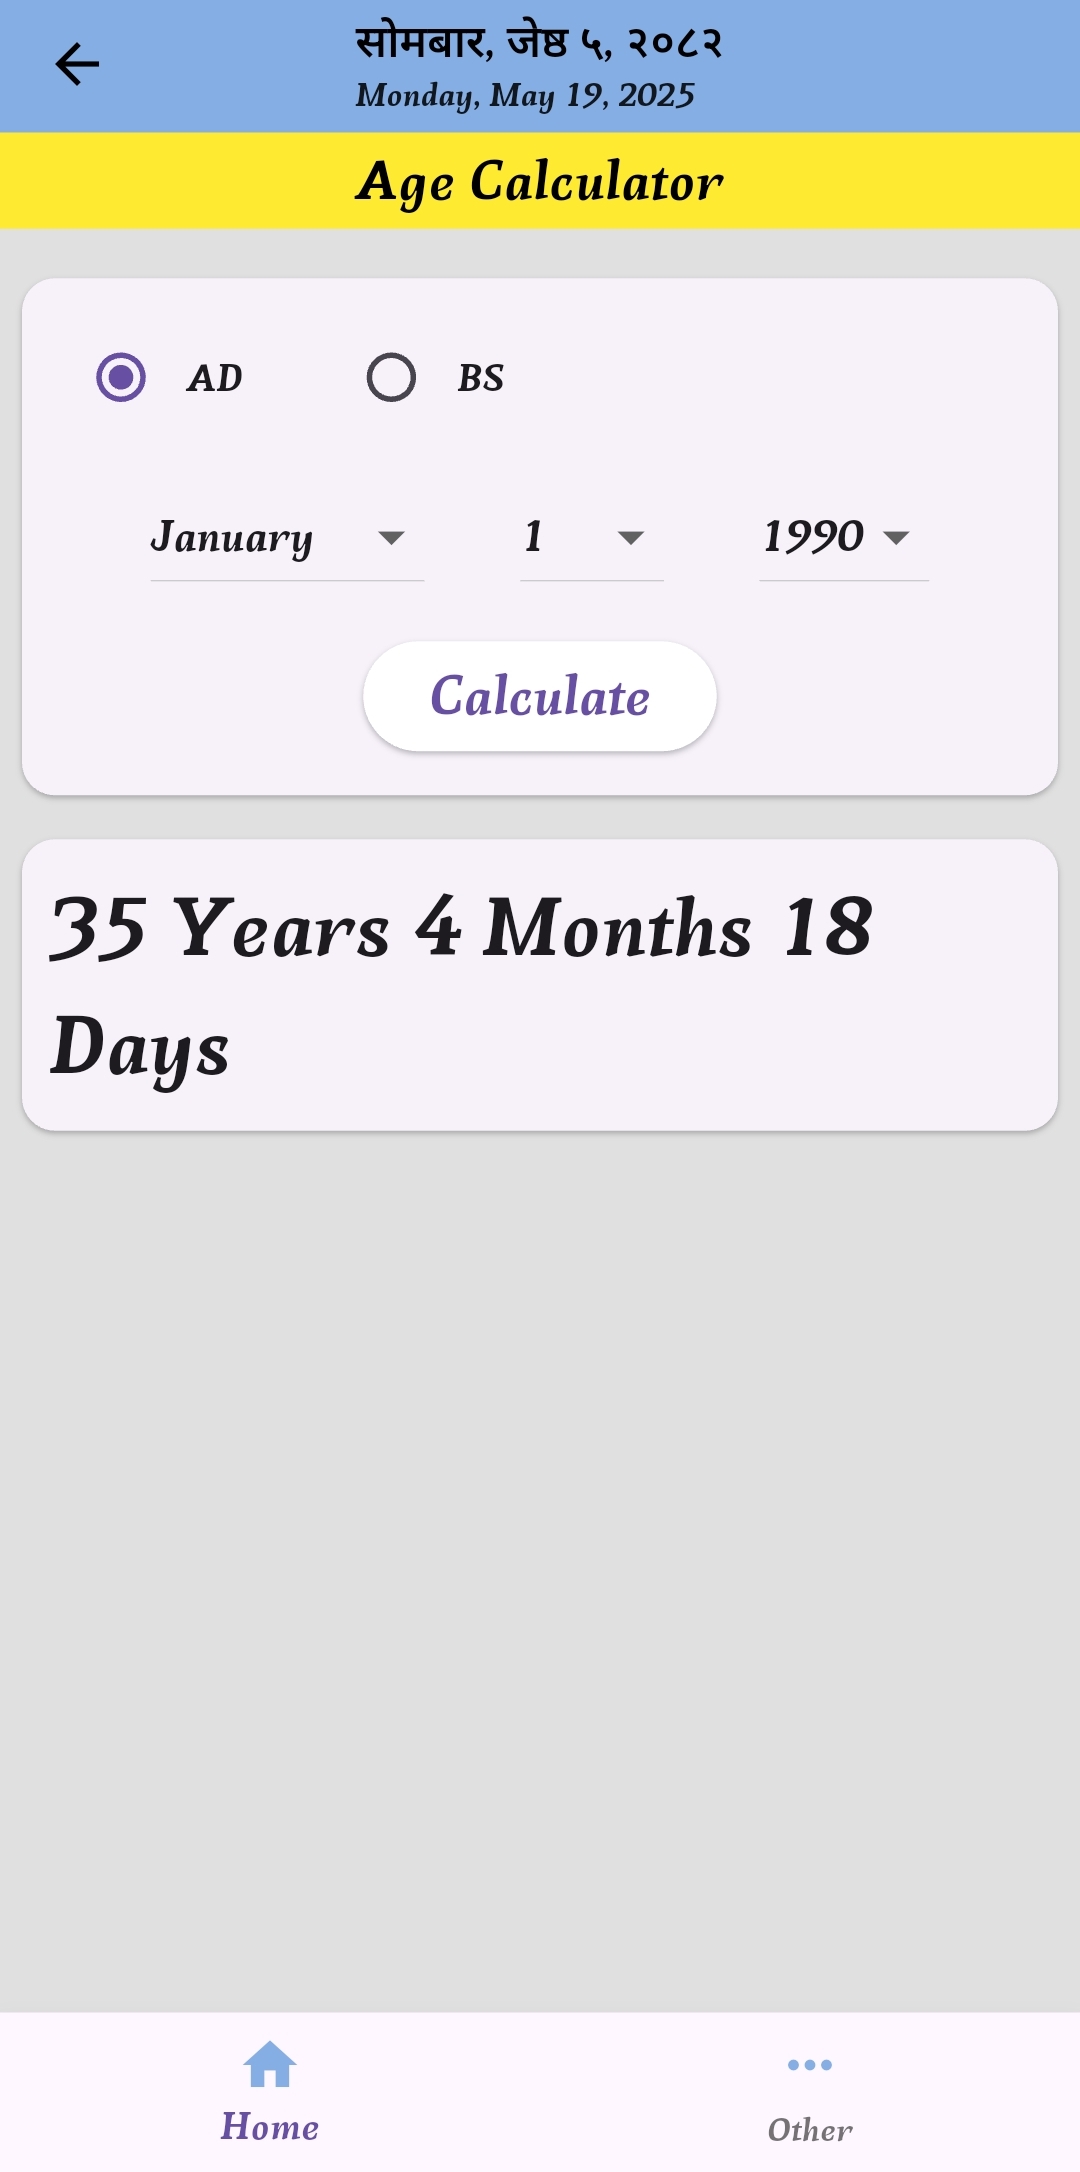 सोमबार, जेष्ठ ५, २०८२
Monday, May 19, 2025
Age Calculator
AD BS
January 1 1990
Calculate
35 Years 4 Months 18
Days
Home Other